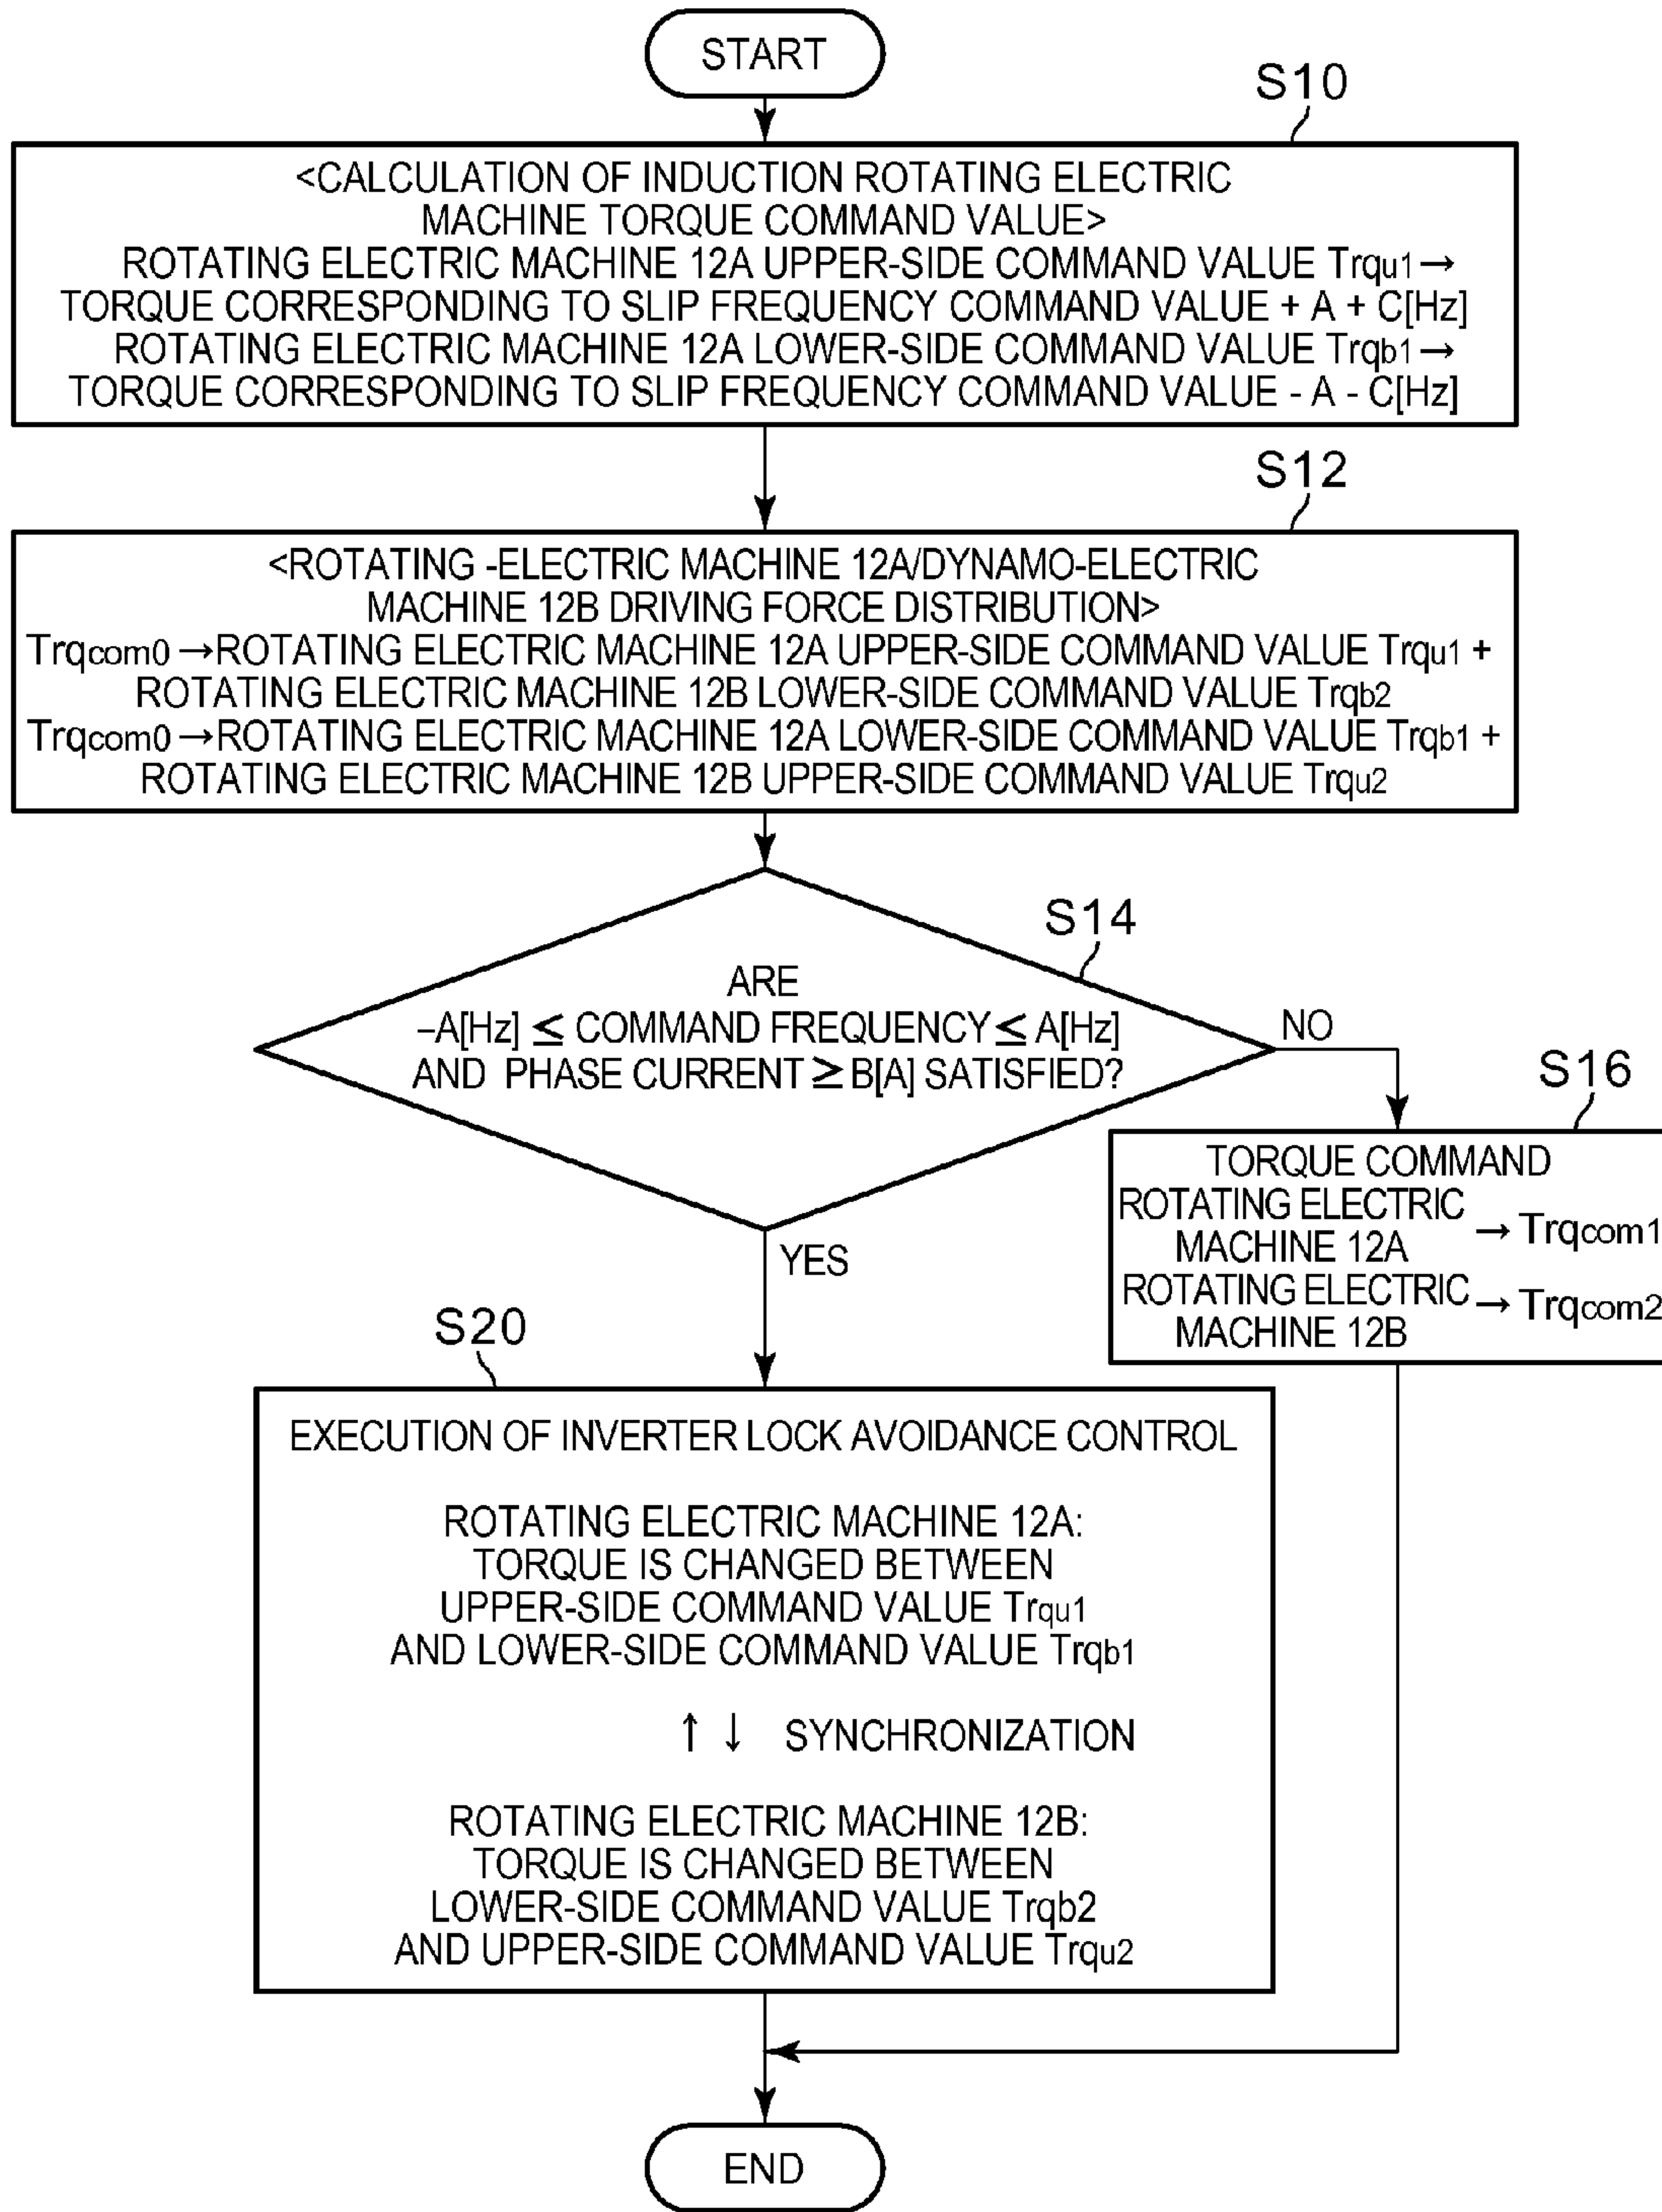 START
S10
<CALCULATION OF INDUCTION ROTATING ELECTRIC
MACHINE TORQUE COMMAND VALUE>
ROTATING ELECTRIC MACHINE 12A UPPER-SIDE COMMAND VALUE Trqu1 →
TORQUE CORRESPONDING TO SLIP FREQUENCY COMMAND VALUE + A + C[Hz]
ROTATING ELECTRIC MACHINE 12A LOWER-SIDE COMMAND VALUE Trqb1 →
TORQUE CORRESPONDING TO SLIP FREQUENCY COMMAND VALUE - A - C[Hz]
S12
<ROTATING -ELECTRIC MACHINE 12A/DYNAMO-ELECTRIC
MACHINE 12B DRIVING FORCE DISTRIBUTION>
Trqcom0 →ROTATING ELECTRIC MACHINE 12A UPPER-SIDE COMMAND VALUE Trqu1 +
ROTATING ELECTRIC MACHINE 12B LOWER-SIDE COMMAND VALUE Trqb2
Trqcom0 →ROTATING ELECTRIC MACHINE 12A LOWER-SIDE COMMAND VALUE Trqb1 +
ROTATING ELECTRIC MACHINE 12B UPPER-SIDE COMMAND VALUE Trqu2
S14
ARE
–A[Hz] ≤ COMMAND FREQUENCY ≤ A[Hz]
AND PHASE CURRENT ≥ B[A] SATISFIED?
NO
YES
S16
TORQUE COMMAND
ROTATING ELECTRIC
MACHINE 12A → Trqcom1
ROTATING ELECTRIC
MACHINE 12B → Trqcom2
S20
EXECUTION OF INVERTER LOCK AVOIDANCE CONTROL
ROTATING ELECTRIC MACHINE 12A:
TORQUE IS CHANGED BETWEEN
UPPER-SIDE COMMAND VALUE Trqu1
AND LOWER-SIDE COMMAND VALUE Trqb1
↑ ↓ SYNCHRONIZATION
ROTATING ELECTRIC MACHINE 12B:
TORQUE IS CHANGED BETWEEN
LOWER-SIDE COMMAND VALUE Trqb2
AND UPPER-SIDE COMMAND VALUE Trqu2
END